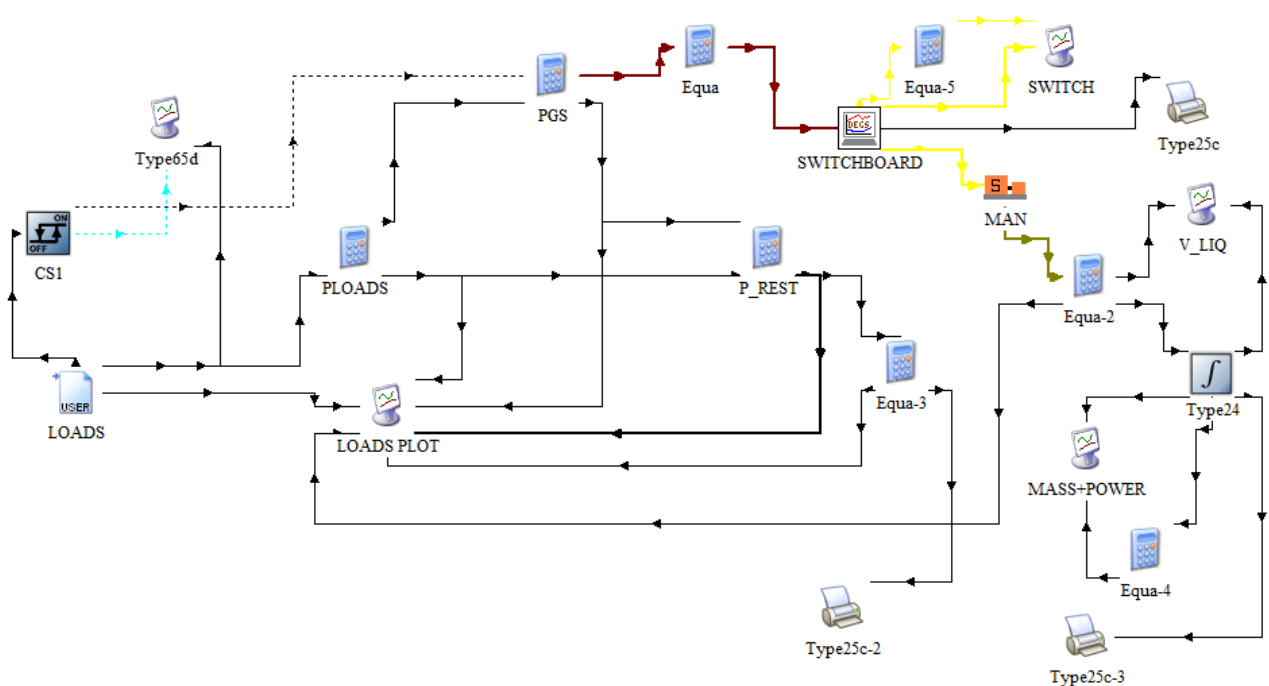 Equa
Equa-5
SWITCH
PGS
DEGS
Type65d
SWITCHBOARD
Type25c
S
MAN
ON
OFF
CS1
PLOADS
P_REST
V_LIQ
Equa-2
USER
LOADS
LOADS PLOT
Equa-3
∫
Type24
MASS+POWER
Equa-4
Type25c-2
Type25c-3